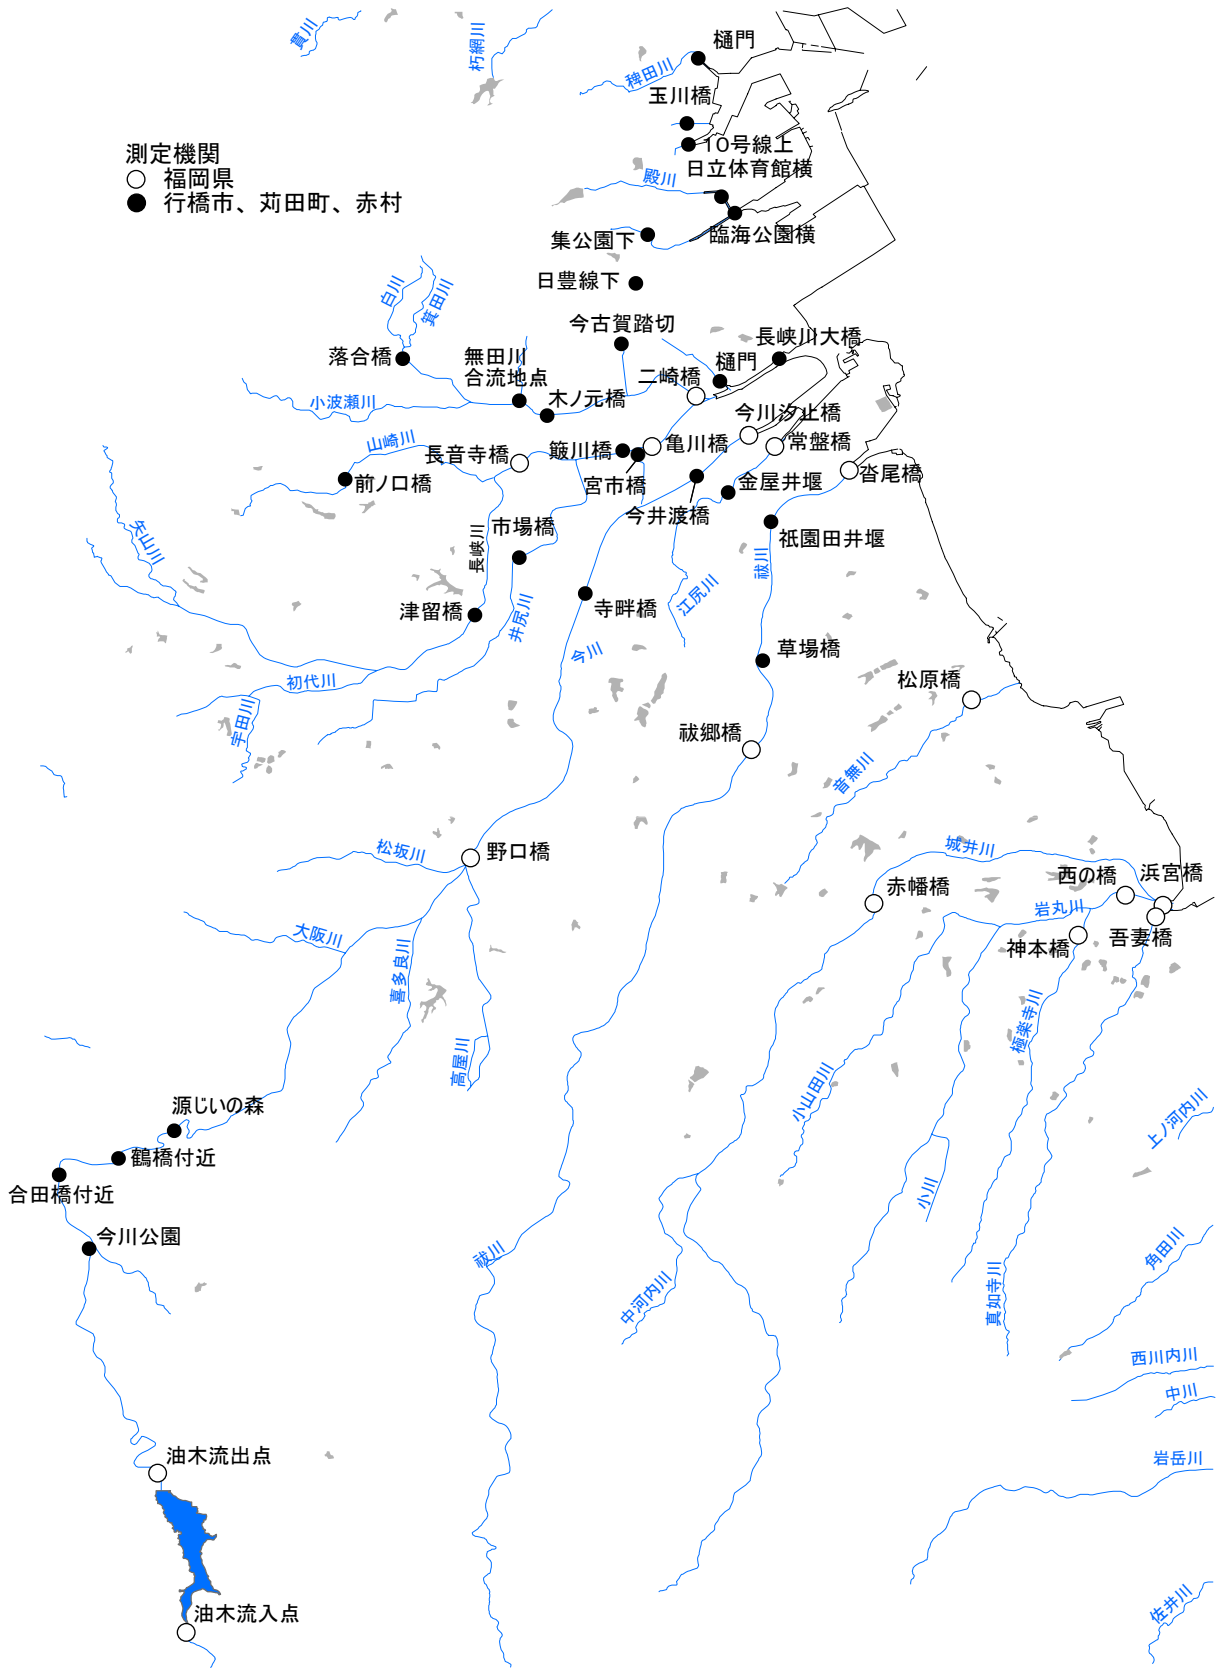 貫川
朽網川
樋門
稗田川
玉川橋
10号線上
日立体育館横
測定機関
福岡県
行橋市、苅田町、赤村
殿川
臨海公園横
集公園下
日豊線下
白川
箕田川
今古賀踏切
長峡川大橋
落合橋
無田川
合流地点
二崎橋
樋門
木ノ元橋
小波瀬川
今川汐止橋
山崎川
長音寺橋
簸川橋
亀川橋
常盤橋
前ノ口橋
宮市橋
金屋井堰
沓尾橋
今井渡橋
矢山川
長峡川
市場橋
祇園田井堰
祓川
津留橋
井尻川
寺畔橋
江尻川
今川
草場橋
初代川
宇田川
松原橋
祓郷橋
音無川
松坂川
野口橋
城井川
赤幡橋
西の橋
浜宮橋
岩丸川
大阪川
喜多良川
神本橋
吾妻橋
高屋川
極楽寺川
小山田川
源じいの森
上ノ河内川
鶴橋付近
合田橋付近
小川
今川公園
祓川
中河内川
真如寺川
角田川
西川内川
中川
油木流出点
岩岳川
油木流入点
佐井川